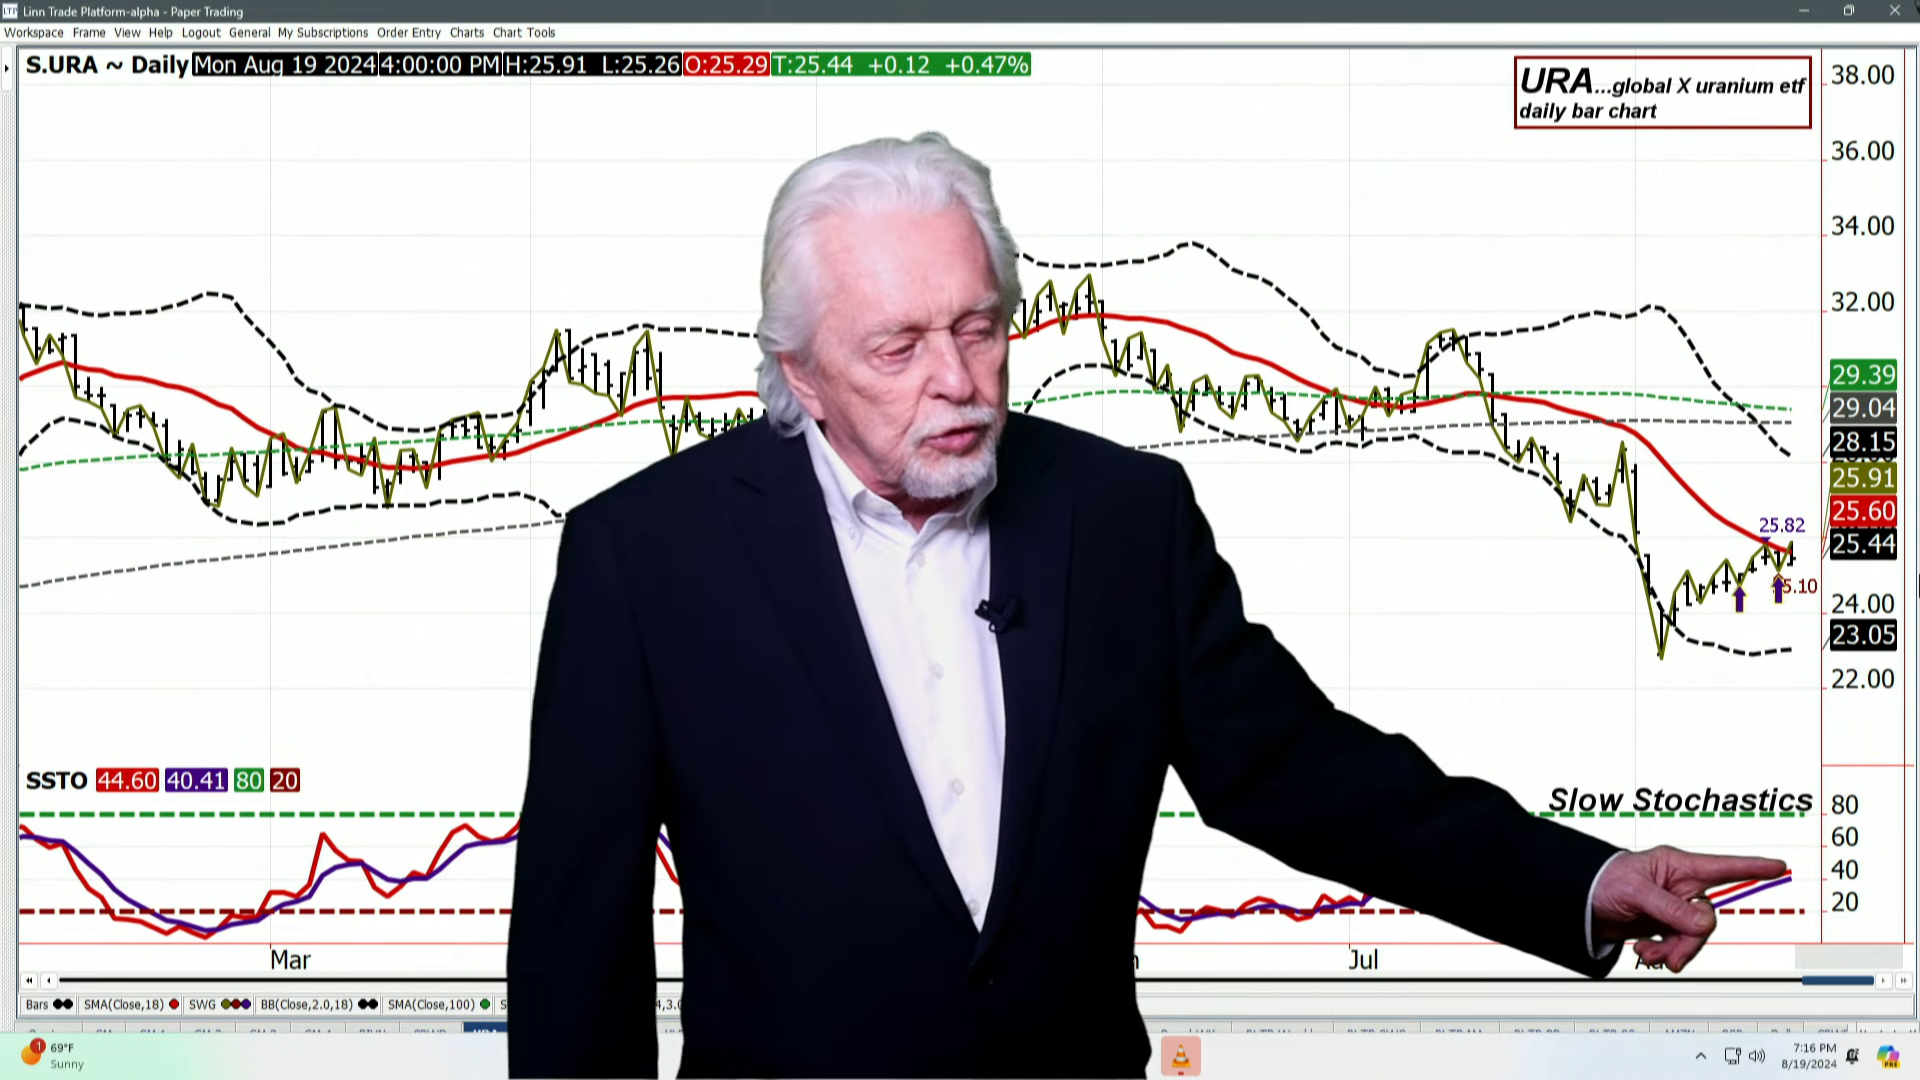 Linn Trade Platform-alpha - Paper Trading
Workspace Frame View Help Logout General My Subscriptions Order Entry Charts Chart Tools
S.URA ~ Daily Mon Aug 19 2024 4:00:00 PM H:25.91 L:25.26 O:25.29 T:25.44 +0.12 +0.47%
URA...global X uranium etf
daily bar chart
38.00
36.00
34.00
32.00
29.39
29.04
28.15
25.91
25.60
25.44
24.00
23.05
22.00
25.82
5.10
SSTO 44.60 40.41 80 20
Slow Stochastics
80
60
40
20
Mar
Jul
Bars SMA(Close,18) SWG BB(Close,2.0,18) SMA(Close,100)
1
69°F
Sunny
7:16 PM
8/19/2024